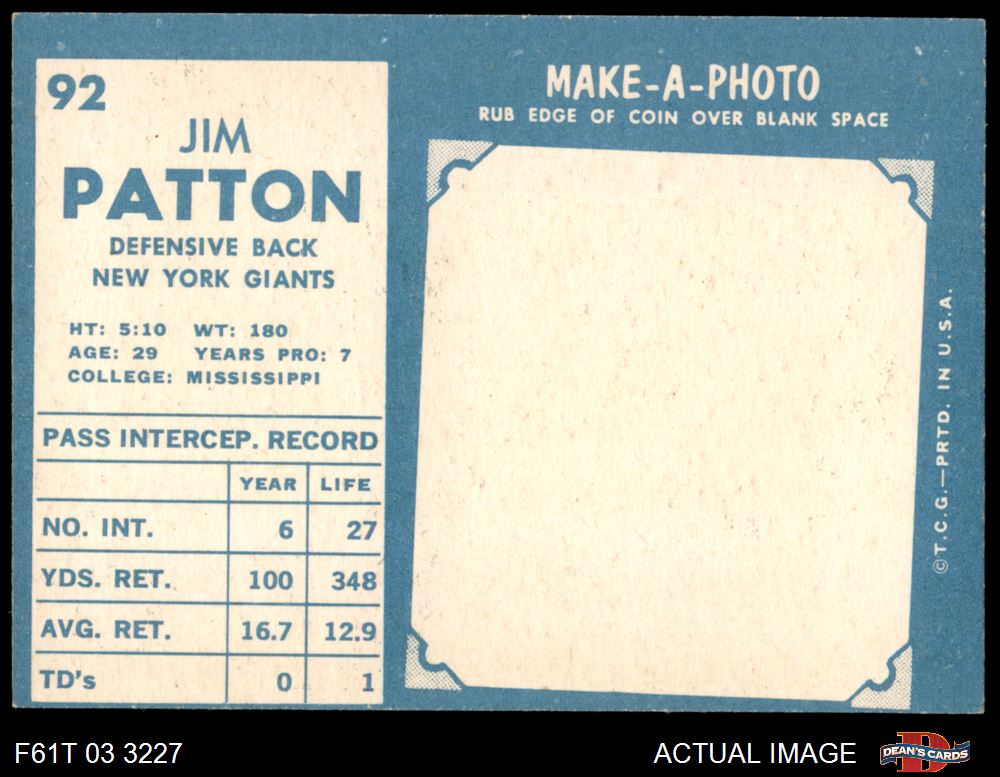 92
JIM
PATTON
DEFENSIVE BACK
NEW YORK GIANTS
HT: 5:10 WT: 180
AGE: 29 YEARS PRO: 7
COLLEGE: MISSISSIPPI
PASS INTERCEP. RECORD
YEAR LIFE
NO. INT. 6 27
YDS. RET. 100 348
AVG. RET. 16.7 12.9
TD's 0 1
MAKE-A-PHOTO
RUB EDGE OF COIN OVER BLANK SPACE
©T.C.G.—PRTD. IN U.S.A.
F61T 03 3227
ACTUAL IMAGE
D
DEAN'S CARDS